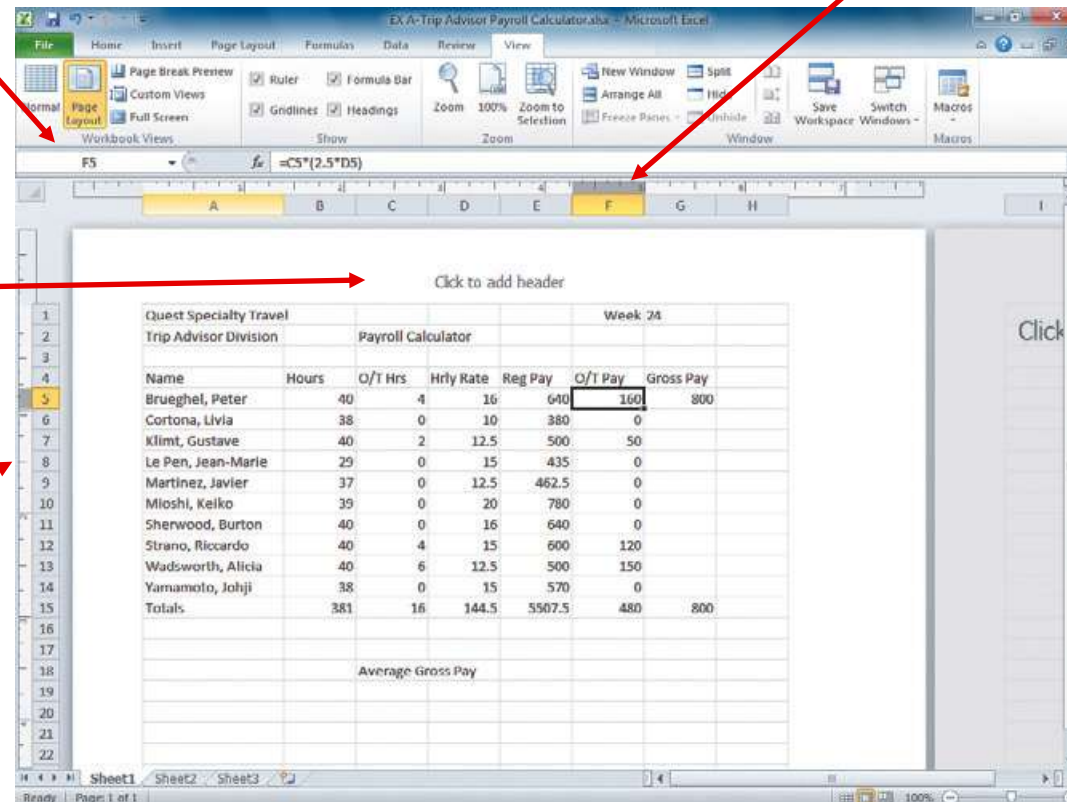 EX A-Trip Advisor Payroll Calculator.xlsx - Microsoft Excel
File Home Insert Page Layout Formulas Data Review View
Normal Page Layout Page Break Preview Custom Views Full Screen
Workbook Views
Ruler Formula Bar Gridlines Headings
Show
Zoom 100% Zoom to Selection
Zoom
New Window Arrange All Freeze Panes Split Hide Unhide Save Workspace Switch Windows
Window
Macros
Macros
F5 fx =C5*(2.5*D5)
A B C D E F G H I
Click to add header
1 Quest Specialty Travel Week 24
2 Trip Advisor Division Payroll Calculator Click
3
4 Name Hours O/T Hrs Hrly Rate Reg Pay O/T Pay Gross Pay
5 Brueghel, Peter 40 4 16 640 160 800
6 Cortona, Livia 38 0 10 380 0
7 Klimt, Gustave 40 2 12.5 500 50
8 Le Pen, Jean-Marie 29 0 15 435 0
9 Martinez, Javier 37 0 12.5 462.5 0
10 Mioshi, Keiko 39 0 20 780 0
11 Sherwood, Burton 40 0 16 640 0
12 Strano, Riccardo 40 4 15 600 120
13 Wadsworth, Alicia 40 6 12.5 500 150
14 Yamamoto, Johji 38 0 15 570 0
15 Totals 381 16 144.5 5507.5 480 800
16
17
18 Average Gross Pay
19
20
21
22
Sheet1 Sheet2 Sheet3
Ready Page: 1 of 1 100%